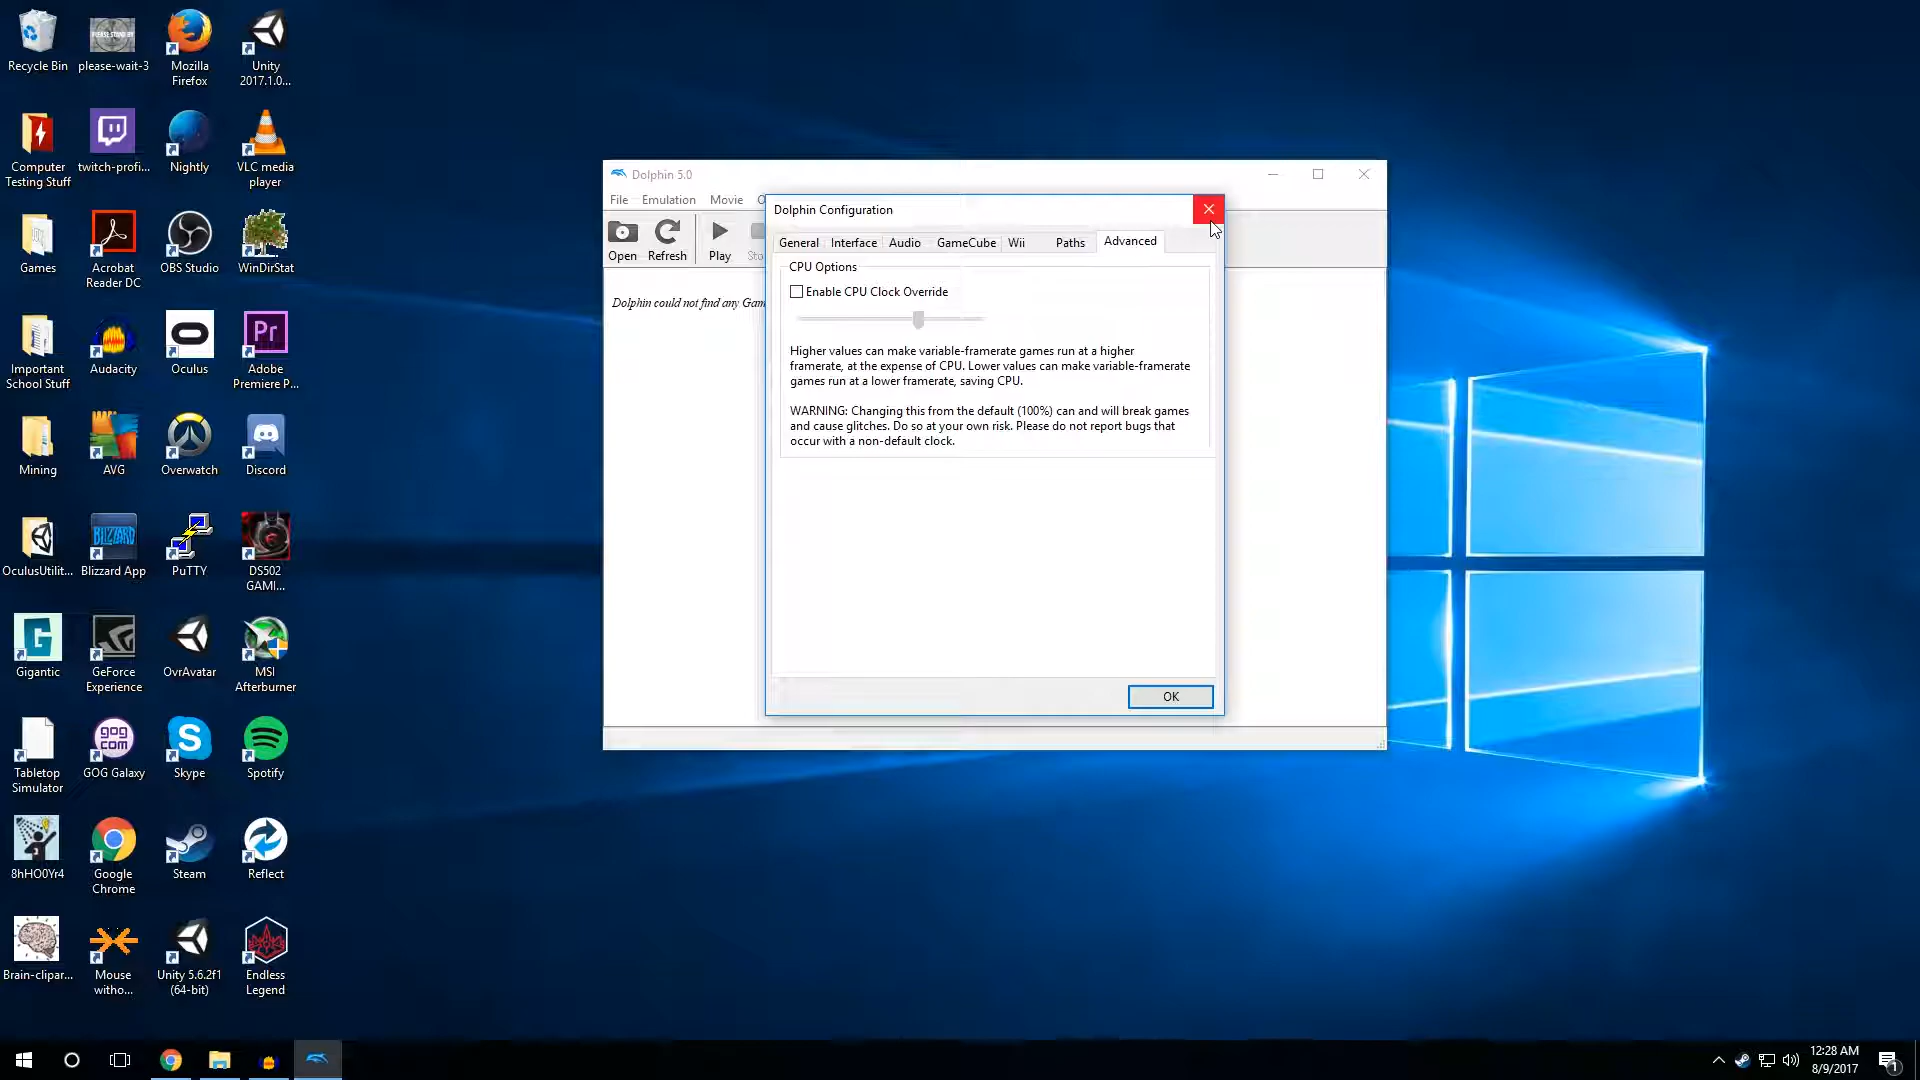 Recycle Bin
please-wait-3
Mozilla
Firefox
Unity
2017.1.0...
Computer
Testing Stuff
twitch-profi...
Nightly
VLC media
player
Games
Acrobat
Reader DC
OBS Studio
WinDirStat
Important
School Stuff
Audacity
Oculus
Pr
Adobe
Premiere P...
Mining
AVG
Overwatch
Discord
OculusUtilit...
BLIZZARD
Blizzard App
PuTTY
DS502
GAMI...
G
Gigantic
GeForce
Experience
OvrAvatar
MSI
Afterburner
Tabletop
Simulator
GOG
COM
GOG Galaxy
Skype
Spotify
8hHO0Yr4
Google
Chrome
Steam
Reflect
Brain-clipar...
Mouse
witho...
Unity 5.6.2f1
(64-bit)
Endless
Legend
Dolphin 5.0
File Emulation Movie O
Open Refresh Play Sto
Dolphin could not find any Gam
Dolphin Configuration
General Interface Audio GameCube Wii Paths Advanced
CPU Options
Enable CPU Clock Override
Higher values can make variable-framerate games run at a higher
framerate, at the expense of CPU. Lower values can make variable-framerate
games run at a lower framerate, saving CPU.
WARNING: Changing this from the default (100%) can and will break games
and cause glitches. Do so at your own risk. Please do not report bugs that
occur with a non-default clock.
OK
12:28 AM
8/9/2017
1